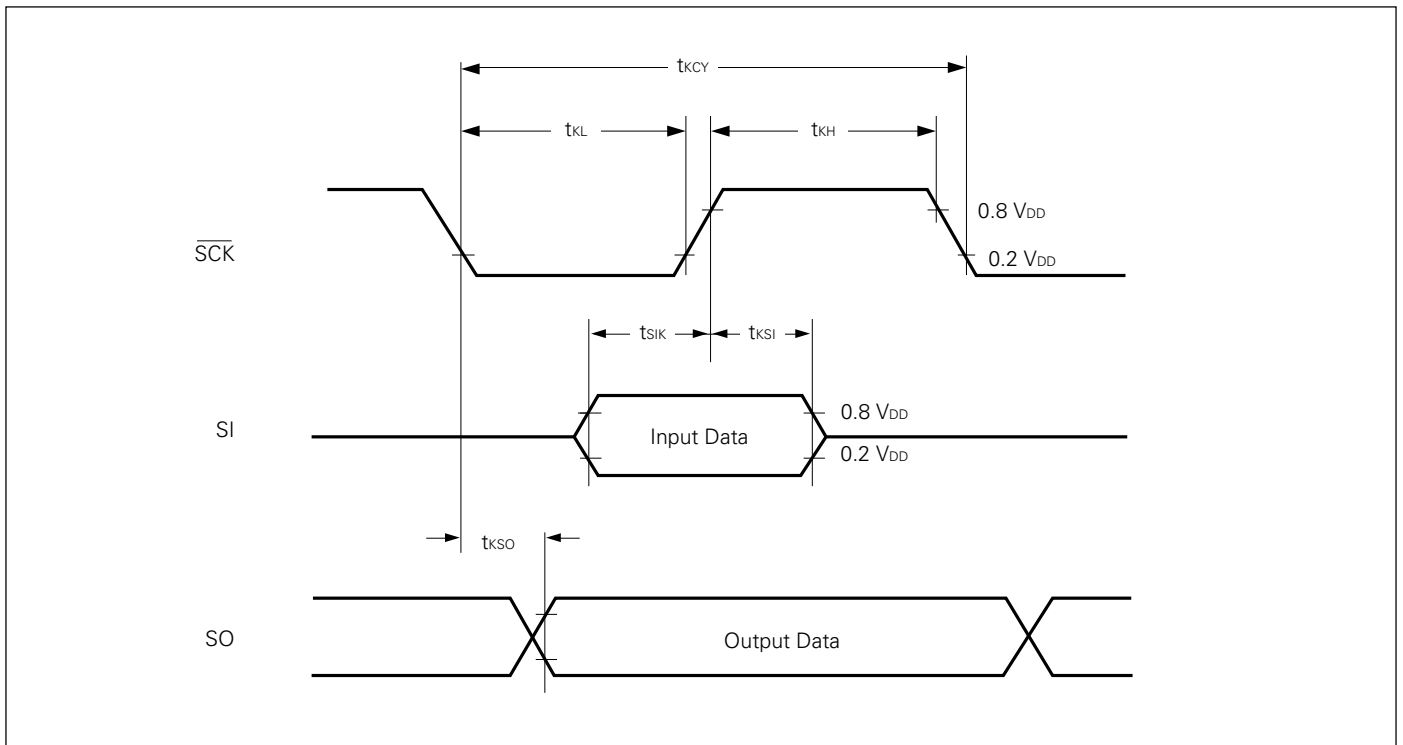 tKCY
tKL
tKH
0.8 VDD
S̅C̅K̅
0.2 VDD
tSIK
tKSI
0.8 VDD
SI
Input Data
0.2 VDD
tKSO
SO
Output Data